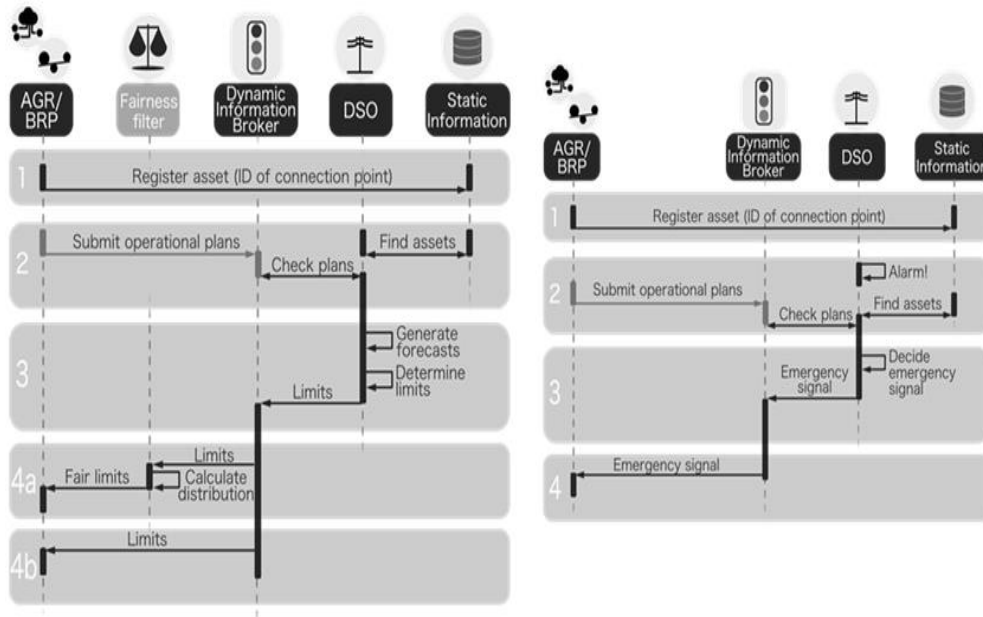 AGR/
BRP
Fairness
filter
Dynamic
Information
Broker
DSO
Static
Information
1
Register asset (ID of connection point)
2
Submit operational plans
Find assets
Check plans
3
Generate
forecasts
Determine
limits
Limits
4a
Limits
Fair limits
Calculate
distribution
4b
Limits
AGR/
BRP
Dynamic
Information
Broker
DSO
Static
Information
1
Register asset (ID of connection point)
2
Alarm!
Submit operational plans
Find assets
Check plans
3
Emergency
signal
Decide
emergency
signal
4
Emergency signal